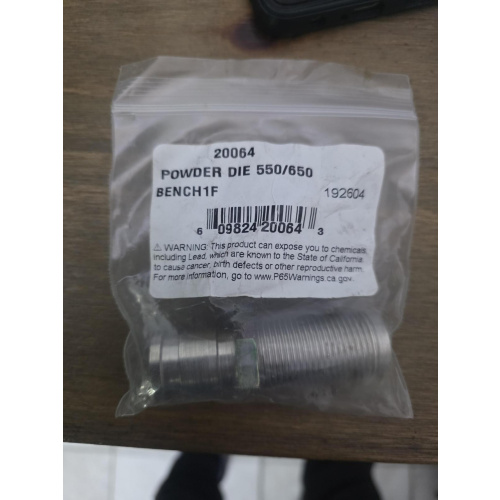 20064
POWDER DIE 550/650
BENCH1F 192604
6 09824 20064 3
⚠ WARNING: This product can expose you to chemicals
including Lead, which are known to the State of California
to cause cancer, birth defects or other reproductive harm.
For more information, go to www.P65Warnings.ca.gov.